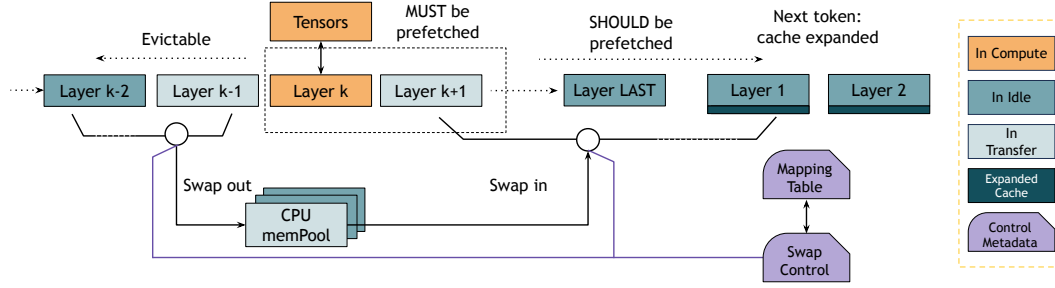 Tensors
MUST be
prefetched
SHOULD be
prefetched
Next token:
cache expanded
Evictable
Layer k-2
Layer k-1
Layer k
Layer k+1
Layer LAST
Layer 1
Layer 2
Swap out
CPU
memPool
Swap in
Mapping
Table
Swap
Control
In Compute
In Idle
In
Transfer
Expanded
Cache
Control
Metadata